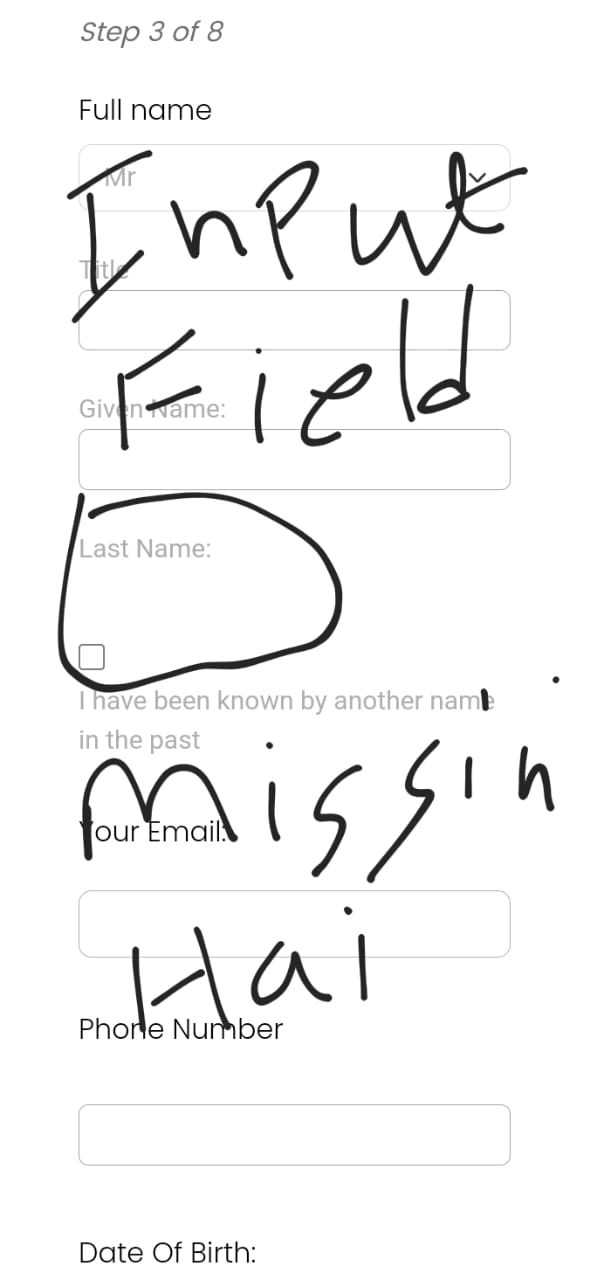 Step 3 of 8
Full name
Mr
Input
Title
Field
Given Name:
Last Name:
I have been known by another name
in the past
Missin
Your Email:
Hai
Phone Number
Date Of Birth: